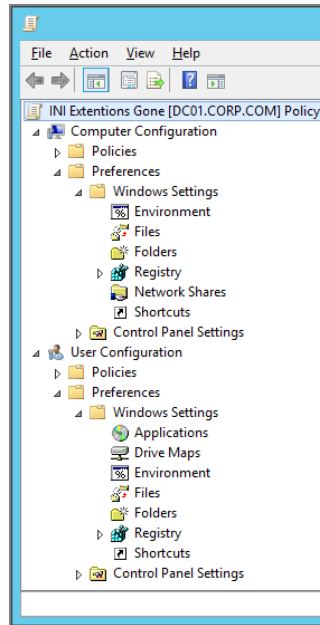 File Action View Help
INI Extentions Gone [DC01.CORP.COM] Policy
Computer Configuration
Policies
Preferences
Windows Settings
Environment
Files
Folders
Registry
Network Shares
Shortcuts
Control Panel Settings
User Configuration
Policies
Preferences
Windows Settings
Applications
Drive Maps
Environment
Files
Folders
Registry
Shortcuts
Control Panel Settings